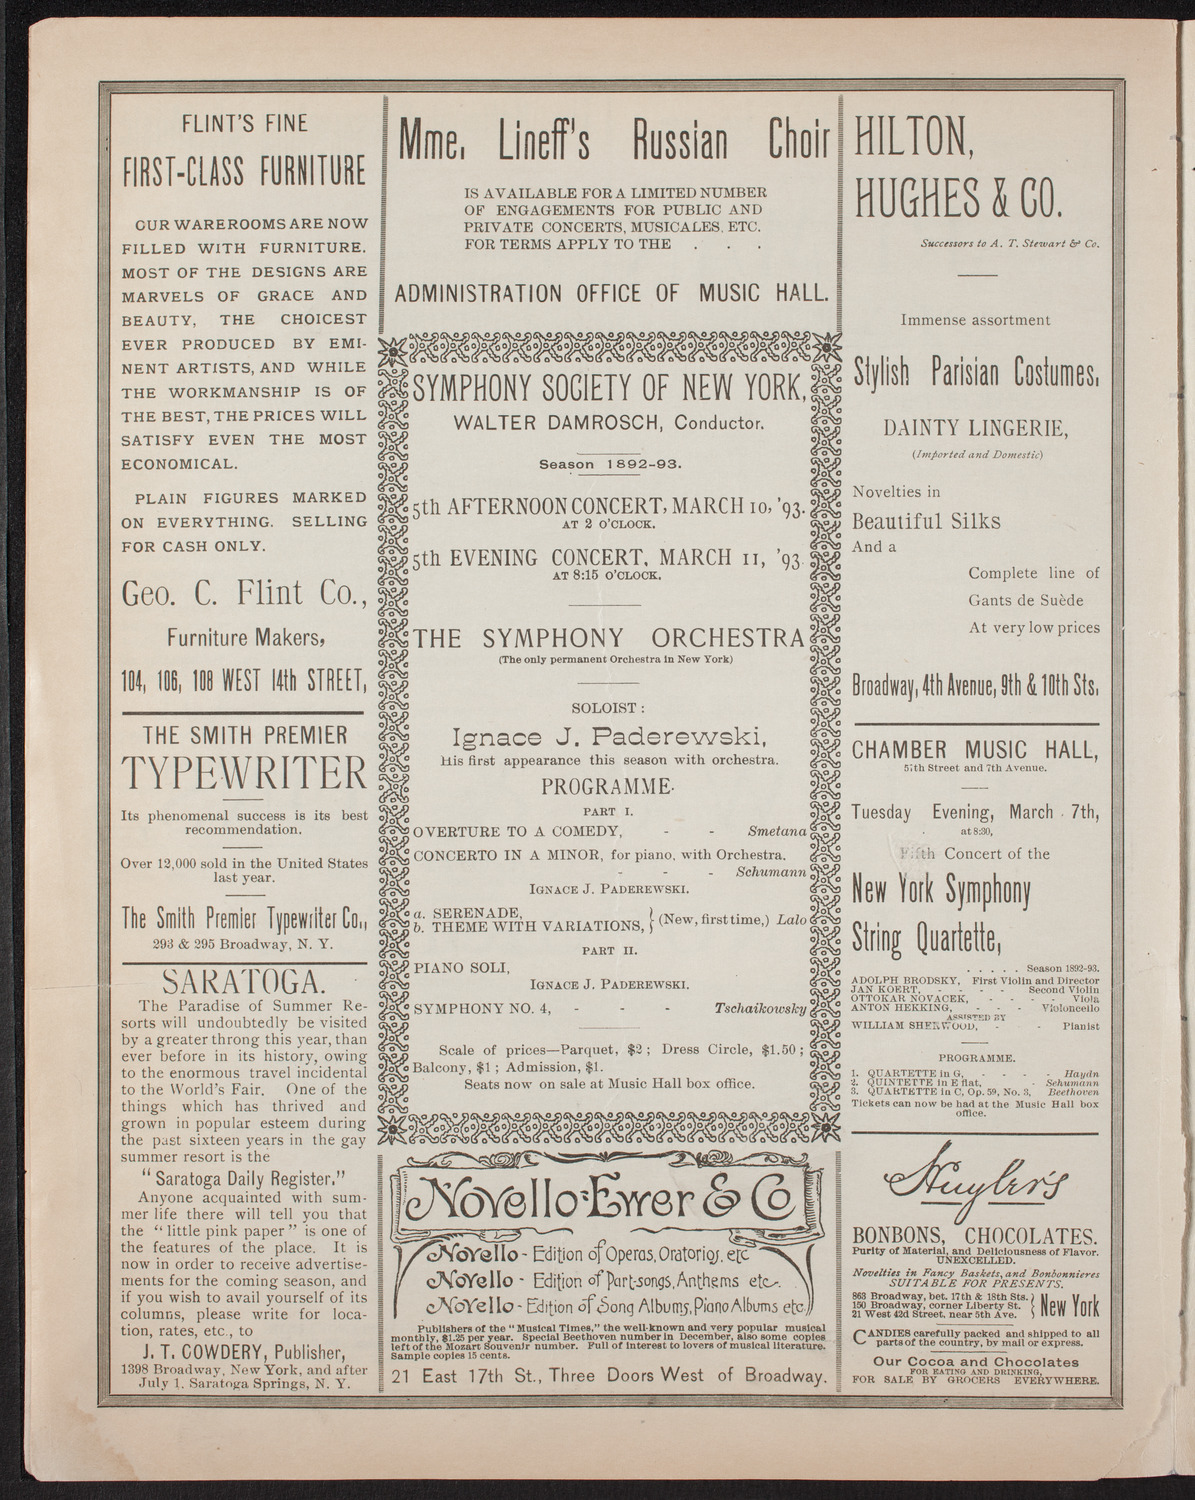 FLINT'S FINE
FIRST-CLASS FURNITURE
OUR WAREROOMS ARE NOW
FILLED WITH FURNITURE.
MOST OF THE DESIGNS ARE
MARVELS OF GRACE AND
BEAUTY, THE CHOICEST
EVER PRODUCED BY EMI-
NENT ARTISTS, AND WHILE
THE WORKMANSHIP IS OF
THE BEST, THE PRICES WILL
SATISFY EVEN THE MOST
ECONOMICAL.
PLAIN FIGURES MARKED
ON EVERYTHING. SELLING
FOR CASH ONLY.
Geo. C. Flint Co.,
Furniture Makers,
104, 106, 108 WEST 14th STREET,
THE SMITH PREMIER
TYPEWRITER
Its phenomenal success is its best
recommendation.
Over 12,000 sold in the United States
last year.
The Smith Premier Typewriter Co.,
293 & 295 Broadway, N. Y.
SARATOGA.
The Paradise of Summer Re-
sorts will undoubtedly be visited
by a greater throng this year, than
ever before in its history, owing
to the enormous travel incidental
to the World's Fair. One of the
things which has thrived and
grown in popular esteem during
the past sixteen years in the gay
summer resort is the
"Saratoga Daily Register."
Anyone acquainted with sum-
mer life there will tell you that
the "little pink paper" is one of
the features of the place. It is
now in order to receive advertise-
ments for the coming season, and
if you wish to avail yourself of its
columns, please write for loca-
tion, rates, etc., to
J. T. COWDERY, Publisher,
1398 Broadway, New York, and after
July 1, Saratoga Springs, N. Y.
Mme. Lineff's Russian Choir
IS AVAILABLE FOR A LIMITED NUMBER
OF ENGAGEMENTS FOR PUBLIC AND
PRIVATE CONCERTS, MUSICALES, ETC.
FOR TERMS APPLY TO THE . . .
ADMINISTRATION OFFICE OF MUSIC HALL.
SYMPHONY SOCIETY OF NEW YORK,
WALTER DAMROSCH, Conductor.
Season 1892-93.
5th AFTERNOON CONCERT, MARCH 10, '93.
AT 2 O'CLOCK.
5th EVENING CONCERT, MARCH 11, '93.
AT 8:15 O'CLOCK.
THE SYMPHONY ORCHESTRA
(The only permanent Orchestra in New York)
SOLOIST:
Ignace J. Paderewski,
His first appearance this season with orchestra.
PROGRAMME.
PART I.
OVERTURE TO A COMEDY, - - Smetana
CONCERTO IN A MINOR, for piano, with Orchestra.
- - - Schumann
IGNACE J. PADEREWSKI.
a. SERENADE,
b. THEME WITH VARIATIONS, } (New, first time,) Lalo
PART II.
PIANO SOLI,
IGNACE J. PADEREWSKI.
SYMPHONY NO. 4, - - - Tschaikowsky
Scale of prices—Parquet, $2; Dress Circle, $1.50;
Balcony, $1; Admission, $1.
Seats now on sale at Music Hall box office.
Novello-Ewer & Co
Novello - Edition of Operas, Oratorios, etc
Novello - Edition of Part-songs, Anthems etc.
Novello - Edition of Song Albums, Piano Albums etc.
Publishers of the "Musical Times," the well-known and very popular musical
monthly, $1.25 per year. Special Beethoven number in December, also some copies
left of the Mozart Souvenir number. Full of interest to lovers of musical literature.
Sample copies 15 cents.
21 East 17th St., Three Doors West of Broadway.
HILTON,
HUGHES & CO.
Successors to A. T. Stewart & Co.
Immense assortment
Stylish Parisian Costumes,
DAINTY LINGERIE,
(Imported and Domestic)
Novelties in
Beautiful Silks
And a
Complete line of
Gants de Suède
At very low prices
Broadway, 4th Avenue, 9th & 10th Sts.
CHAMBER MUSIC HALL,
57th Street and 7th Avenue.
Tuesday Evening, March 7th,
at 8:30,
Fifth Concert of the
New York Symphony
String Quartette,
. . . . . Season 1892-93.
ADOLPH BRODSKY, First Violin and Director
JAN KOERT, - - - - Second Violin
OTTOKAR NOVACEK, - - - - Viola
ANTON HEKKING, - - - Violoncello
ASSISTED BY
WILLIAM SHERWOOD, - - Pianist
PROGRAMME.
1. QUARTETTE in G, - - - - Haydn
2. QUINTETTE in E flat, - - Schumann
3. QUARTETTE in C, Op. 59, No. 3, Beethoven
Tickets can now be had at the Music Hall box
office.
Huyler's
BONBONS, CHOCOLATES.
Purity of Material, and Deliciousness of Flavor.
UNEXCELLED.
Novelties in Fancy Baskets, and Bonbonnieres
SUITABLE FOR PRESENTS.
863 Broadway, bet. 17th & 18th Sts.
150 Broadway, corner Liberty St. } New York
21 West 42d Street, near 5th Ave.
CANDIES carefully packed and shipped to all
parts of the country, by mail or express.
Our Cocoa and Chocolates
FOR EATING AND DRINKING,
FOR SALE BY GROCERS EVERYWHERE.